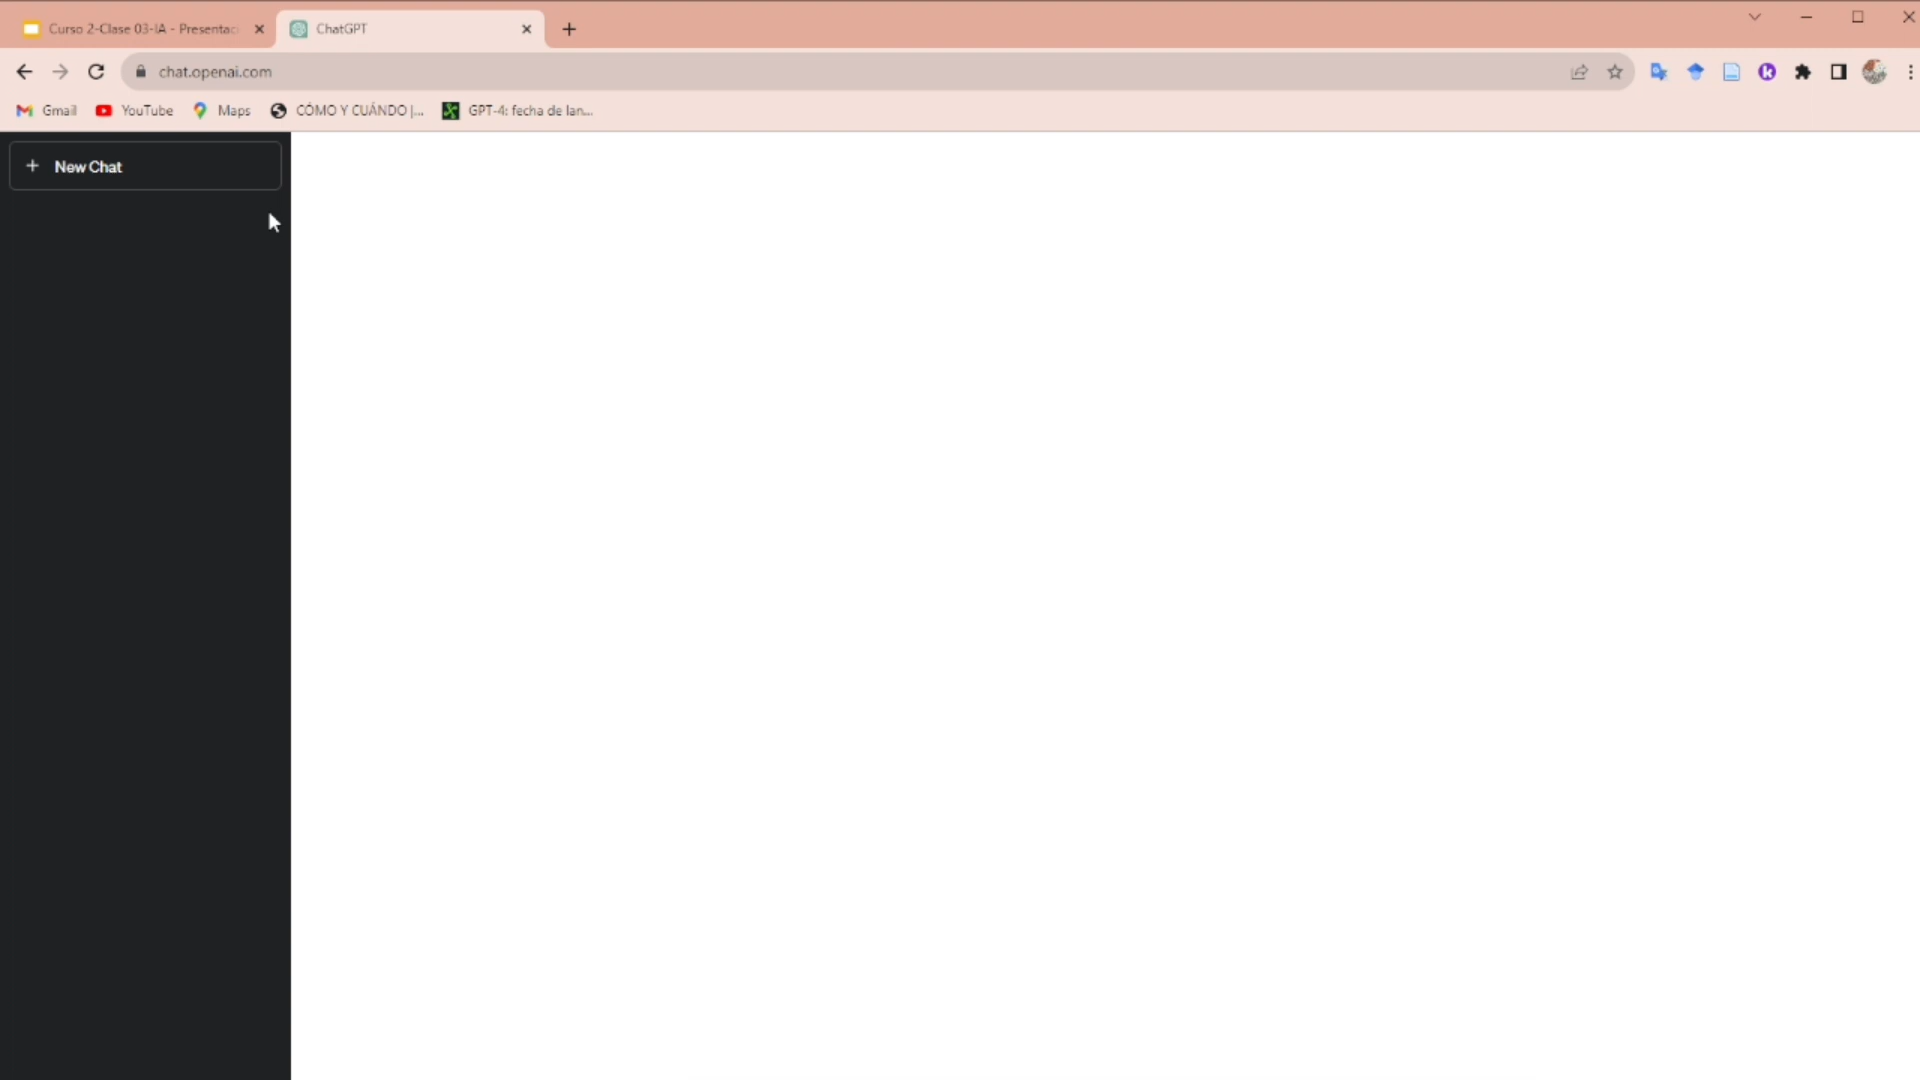 Curso 2-Clase 03-IA - Presentac
ChatGPT
chat.openai.com
Gmail
YouTube
Maps
CÓMO Y CUÁNDO |...
GPT-4: fecha de lan...
+ New Chat